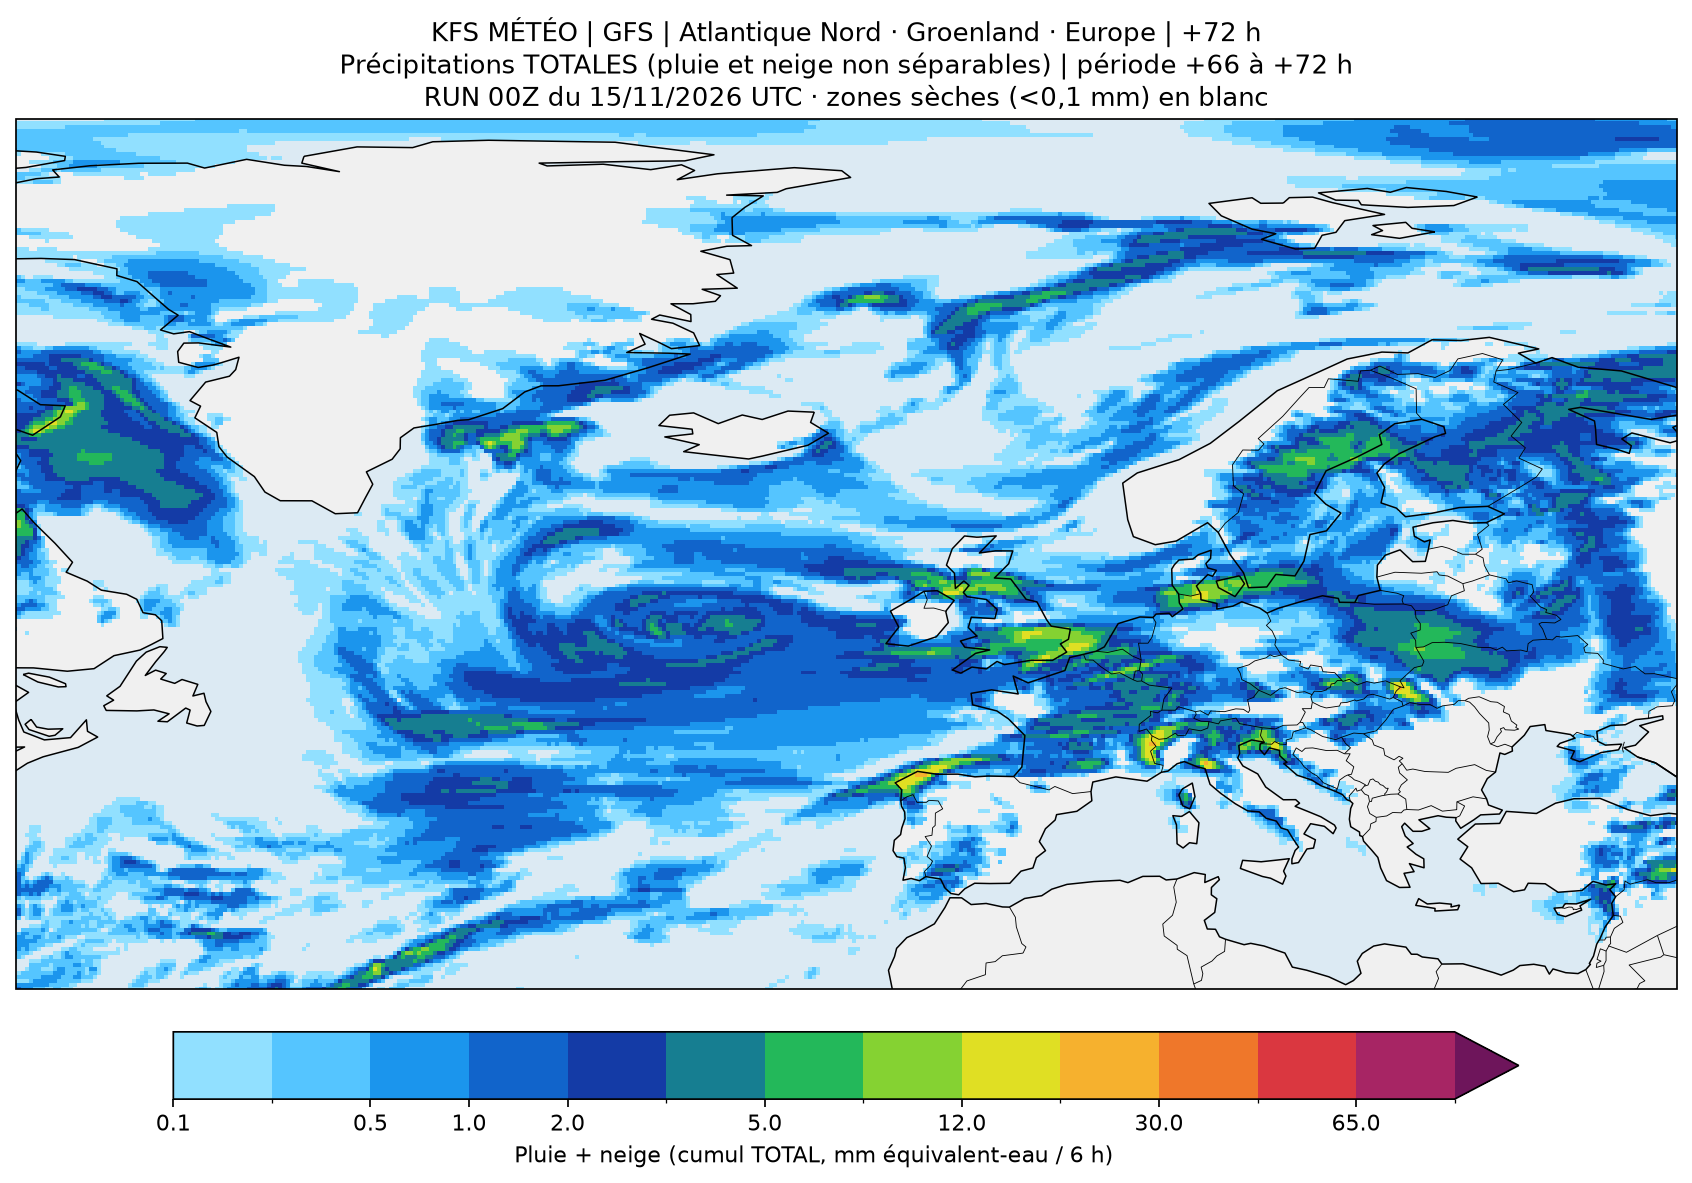 KFS MÉTÉO | GFS | Atlantique Nord · Groenland · Europe | +72 h
Précipitations TOTALES (pluie et neige non séparables) | période +66 à +72 h
RUN 00Z du 15/11/2026 UTC · zones sèches (<0,1 mm) en blanc
0.1 0.5 1.0 2.0 5.0 12.0 30.0 65.0
Pluie + neige (cumul TOTAL, mm équivalent-eau / 6 h)